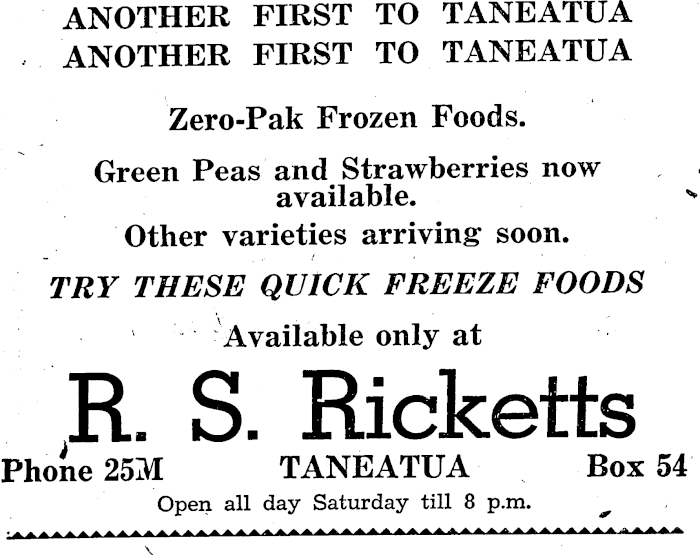 ANOTHER FIRST TO TANEATUA
ANOTHER FIRST TO TANEATUA
Zero-Pak Frozen Foods.
Green Peas and Strawberries now
available.
Other varieties arriving soon.
TRY THESE QUICK FREEZE FOODS
Available only at
R. S. Ricketts
Phone 25M TANEATUA Box 54
Open all day Saturday till 8 p.m.